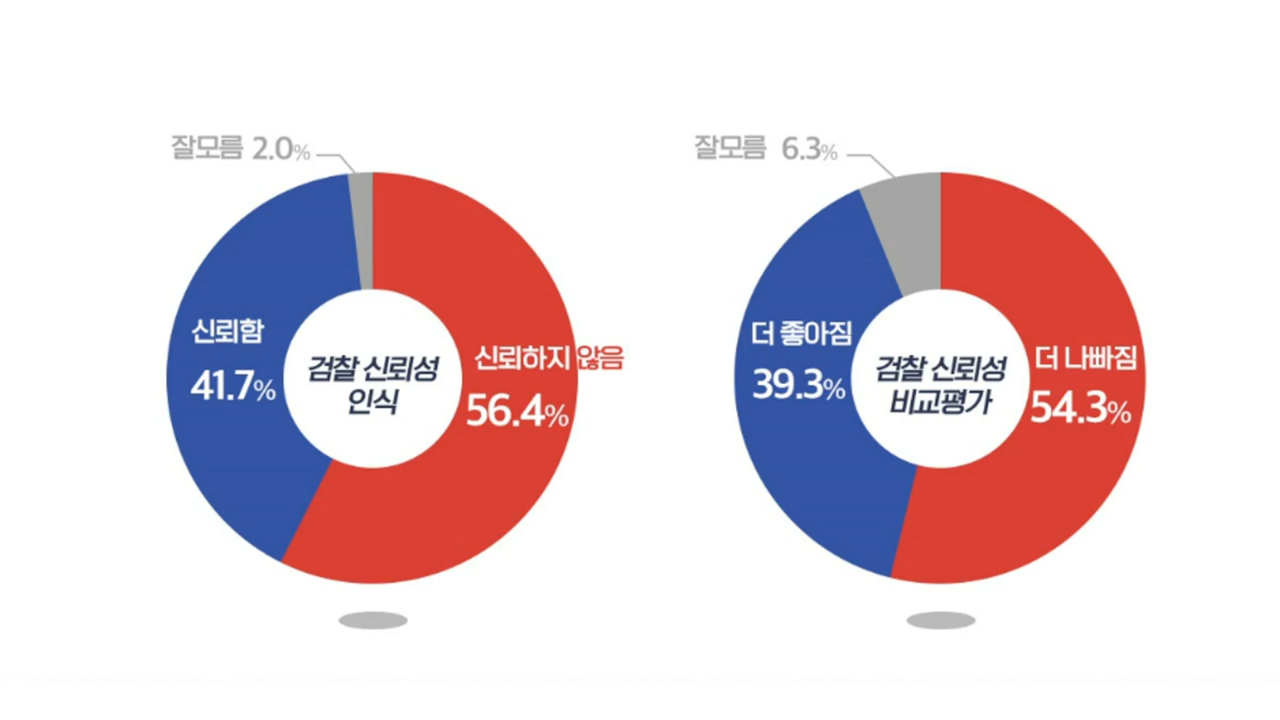 잘모름 2.0%
신뢰함
41.7%
검찰 신뢰성
인식
신뢰하지 않음
56.4%
잘모름 6.3%
더 좋아짐
39.3%
검찰 신뢰성
비교평가
더 나빠짐
54.3%